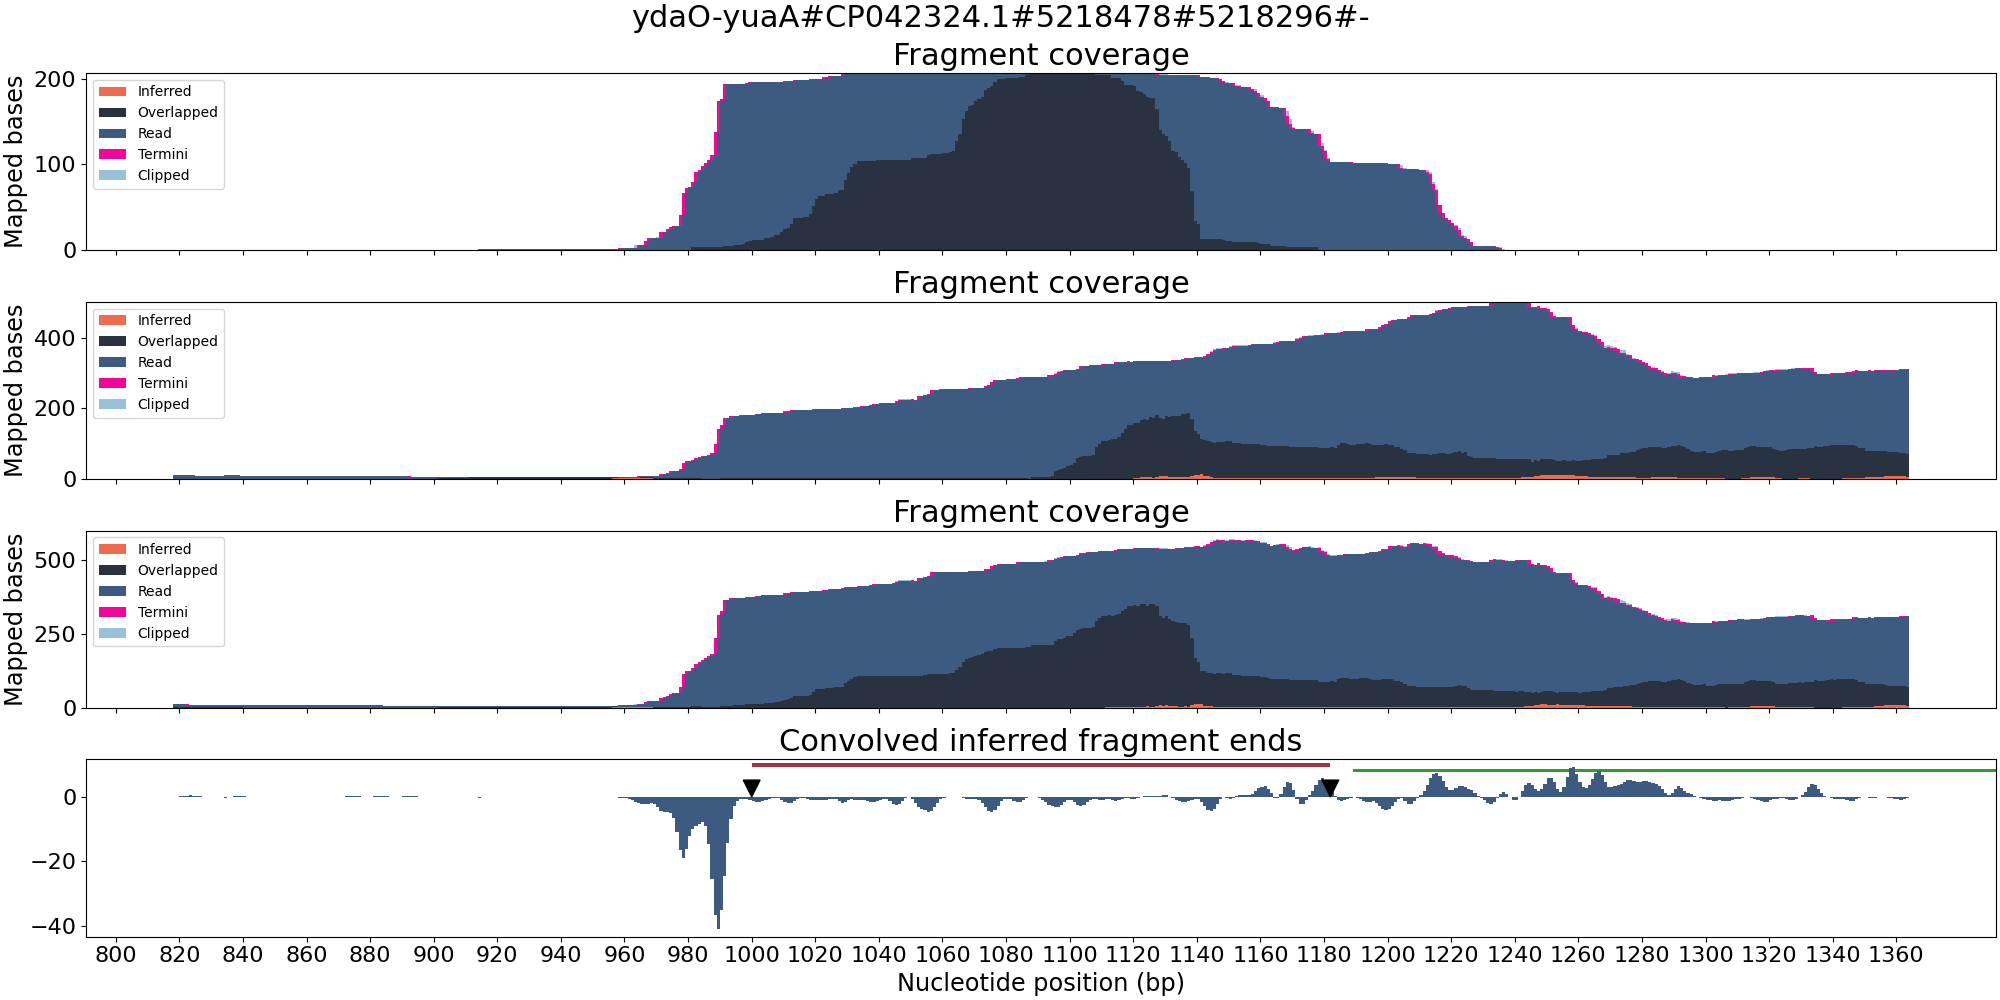 ydaO-yuaA#CP042324.1#5218478#5218296#-
Fragment coverage
Mapped bases
200
100
0
Inferred
Overlapped
Read
Termini
Clipped
Fragment coverage
Mapped bases
400
200
0
Inferred
Overlapped
Read
Termini
Clipped
Fragment coverage
Mapped bases
500
250
0
Inferred
Overlapped
Read
Termini
Clipped
Convolved inferred fragment ends
0
−20
−40
800 820 840 860 880 900 920 940 960 980 1000 1020 1040 1060 1080 1100 1120 1140 1160 1180 1200 1220 1240 1260 1280 1300 1320 1340 1360
Nucleotide position (bp)